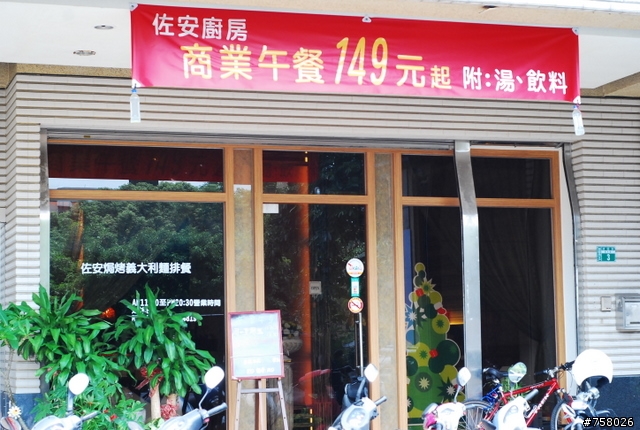 佐安廚房
商業午餐149元起 附:湯、飲料
佐安焗烤義大利麵排餐
3
#758026